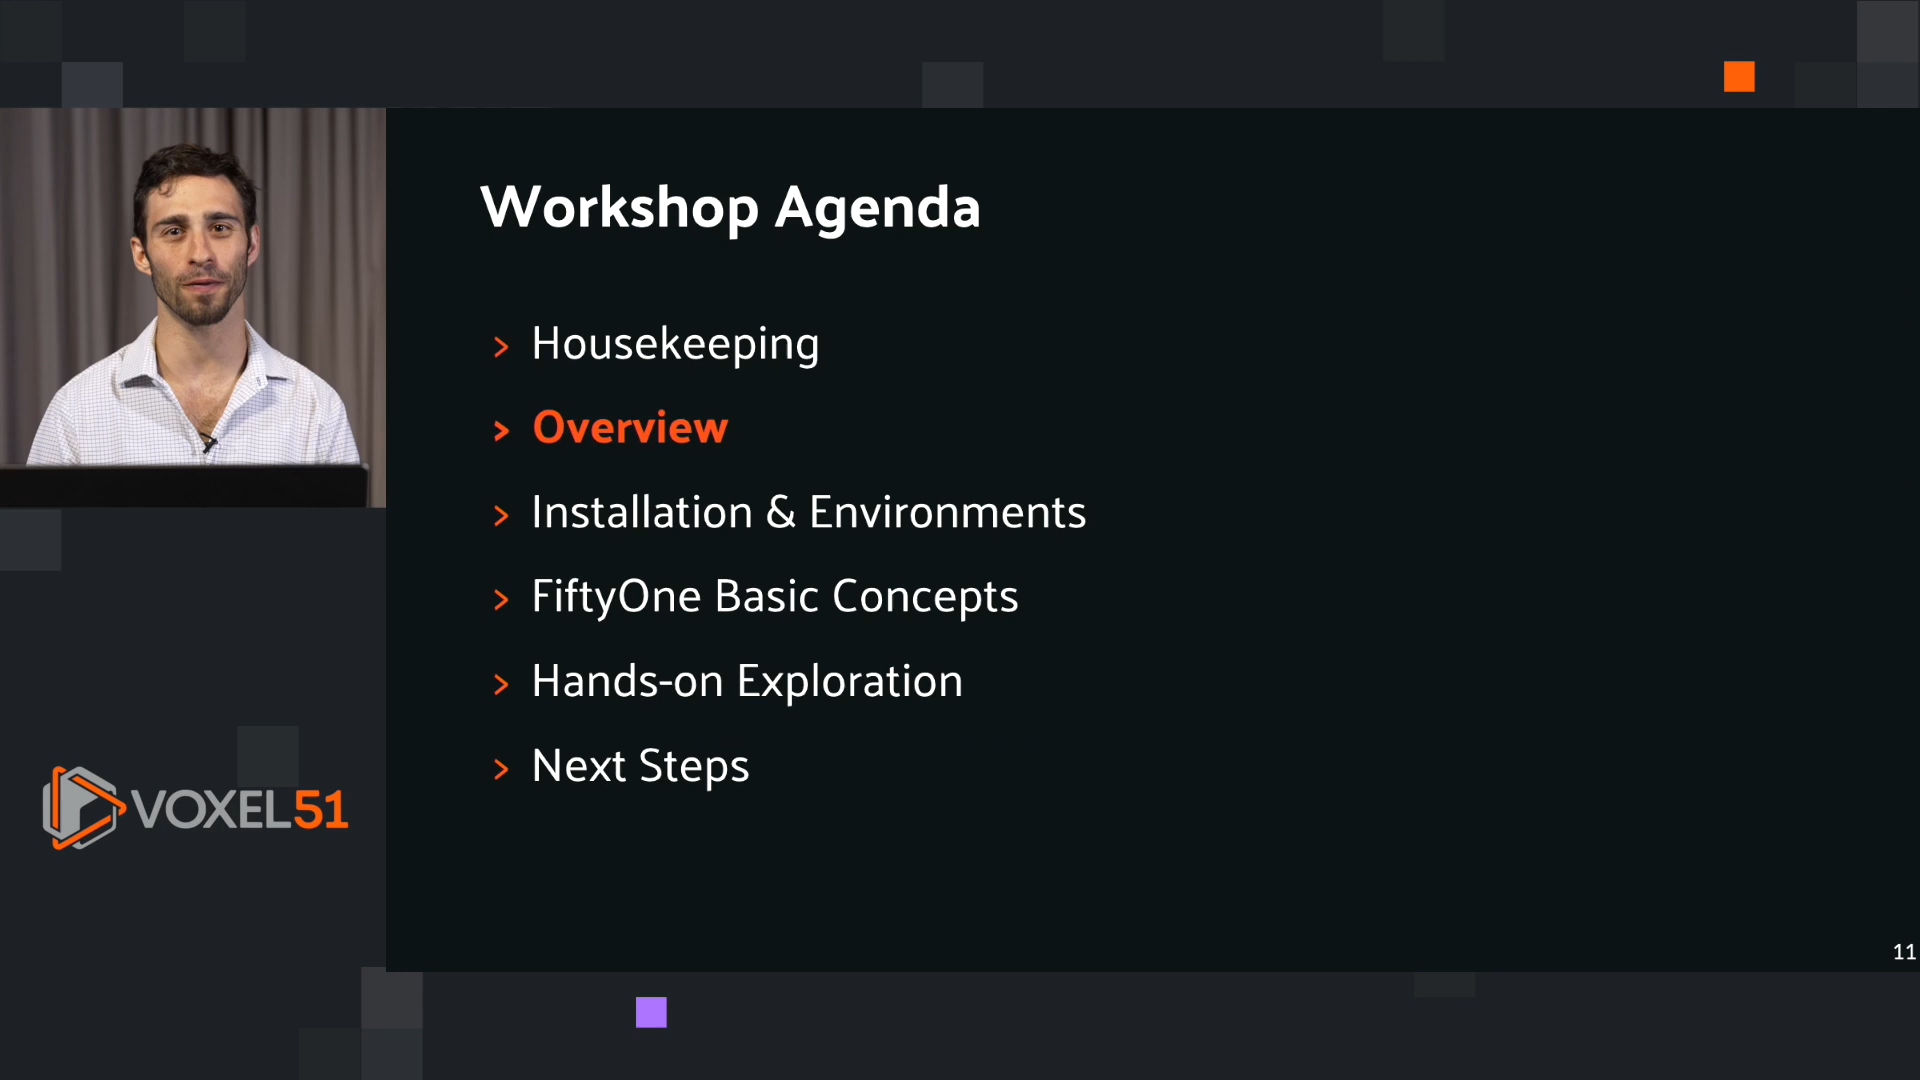 Workshop Agenda
> Housekeeping
> Overview
> Installation & Environments
> FiftyOne Basic Concepts
> Hands-on Exploration
> Next Steps
VOXEL51
11